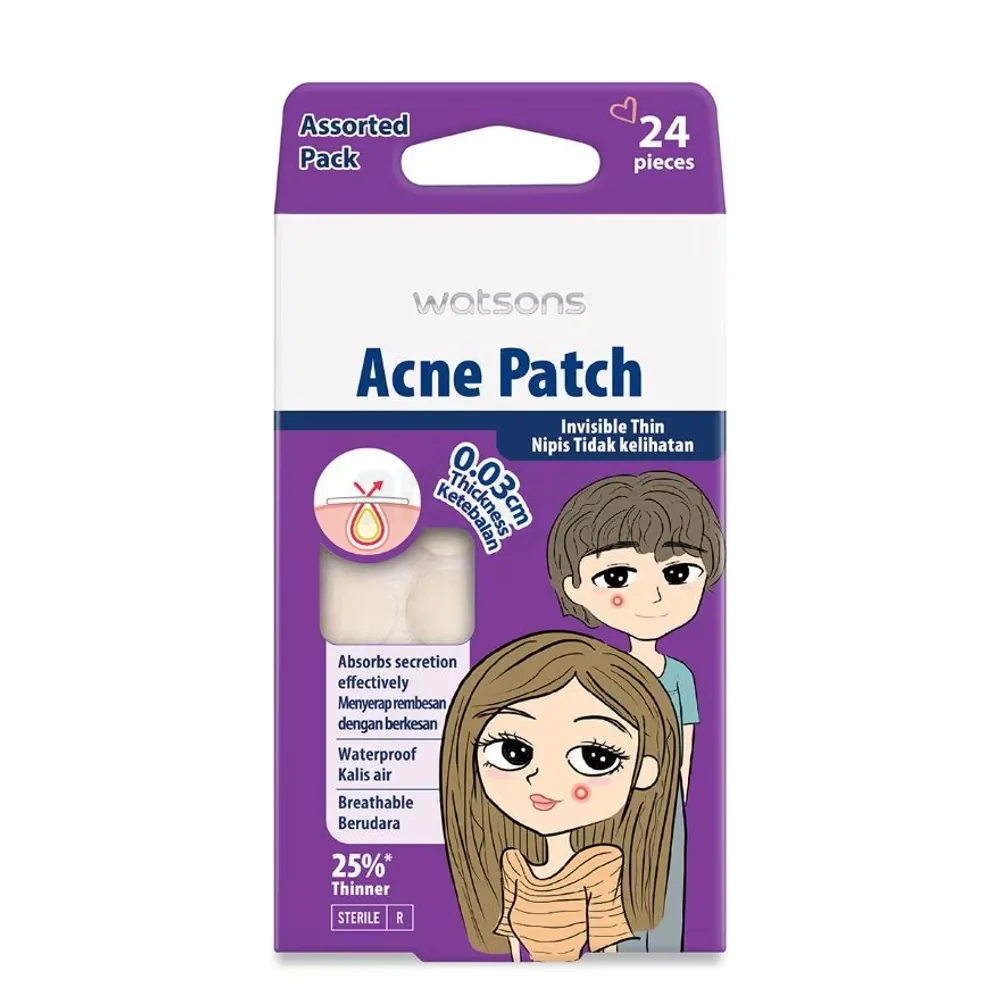 Assorted
Pack
24
pieces
watsons
Acne Patch
Invisible Thin
Nipis Tidak kelihatan
0.03cm
Thickness
Ketebalan
Absorbs secretion
effectively
Menyerap rembesan
dengan berkesan
Waterproof
Kalis air
Breathable
Berudara
25%*
Thinner
STERILE R